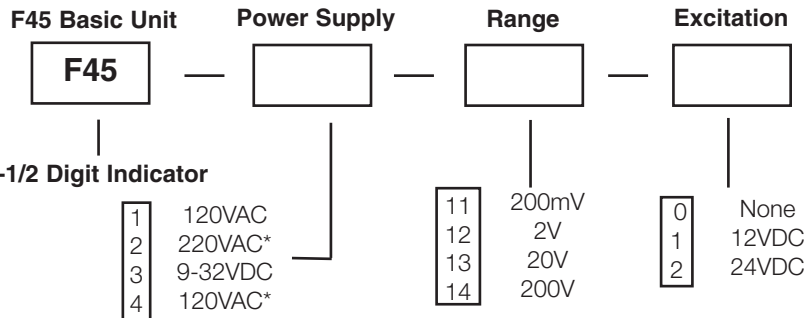 F45 Basic Unit Power Supply Range Excitation
F45
-1/2 Digit Indicator
1 120VAC
2 220VAC*
3 9-32VDC
4 120VAC*
11 200mV
12 2V
13 20V
14 200V
0 None
1 12VDC
2 24VDC